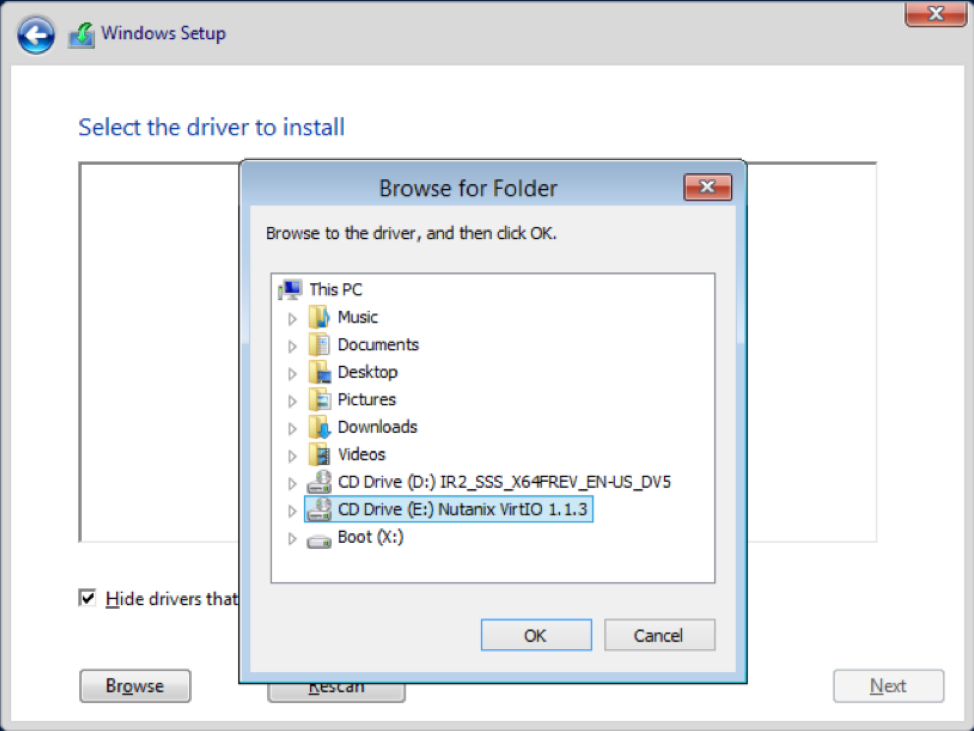 Windows Setup
Select the driver to install
Browse for Folder
Browse to the driver, and then click OK.
This PC
Music
Documents
Desktop
Pictures
Downloads
Videos
CD Drive (D:) IR2_SSS_X64FREV_EN-US_DV5
CD Drive (E:) Nutanix VirtIO 1.1.3
Boot (X:)
Hide drivers that
OK Cancel
Browse Rescan Next